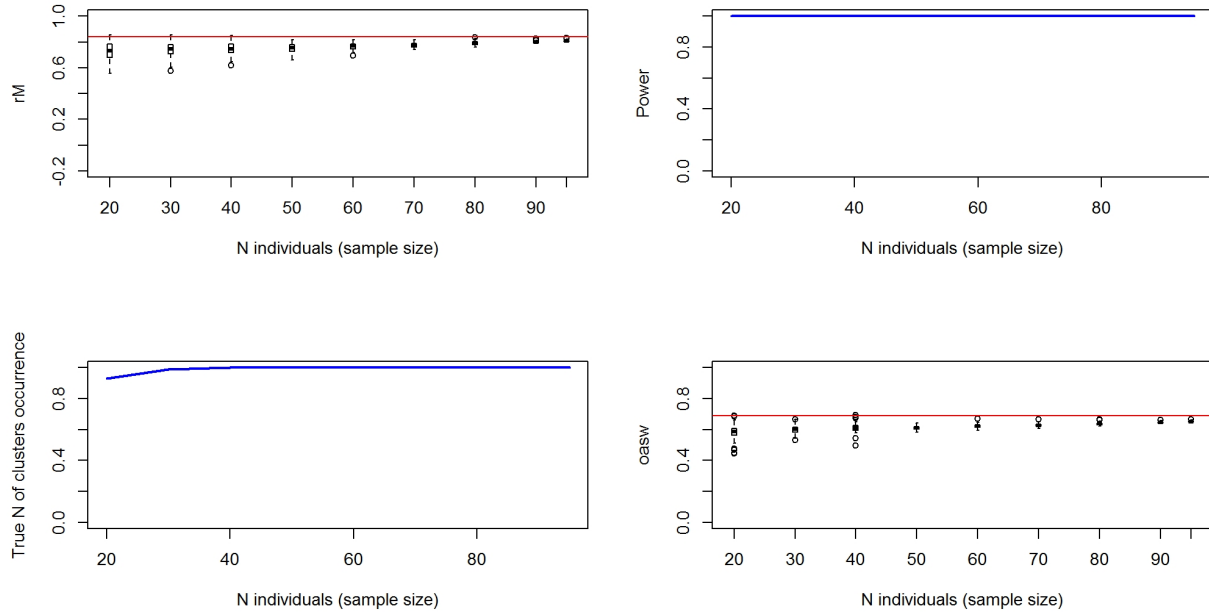 rM
1.0
0.6
0.2
-0.2
20 30 40 50 60 70 80 90
N individuals (sample size)
Power
0.8
0.4
0.0
20 40 60 80
N individuals (sample size)
True N of clusters occurrence
0.8
0.4
0.0
20 40 60 80
N individuals (sample size)
oasw
0.8
0.4
0.0
20 30 40 50 60 70 80 90
N individuals (sample size)